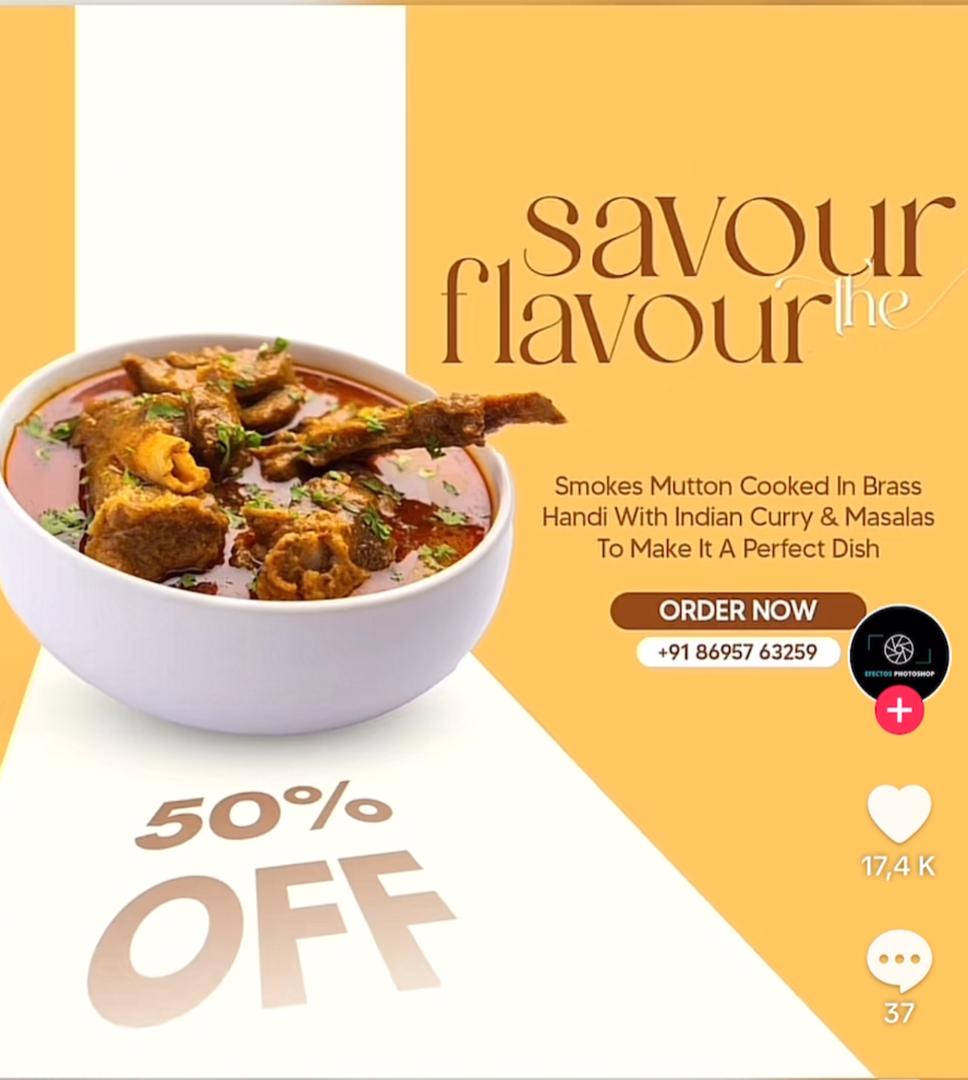 savour
the
flavour
Smokes Mutton Cooked In Brass
Handi With Indian Curry & Masalas
To Make It A Perfect Dish
ORDER NOW
+91 86957 63259
EFECTOS PHOTOSHOP
17,4 K
37
50%
OFF